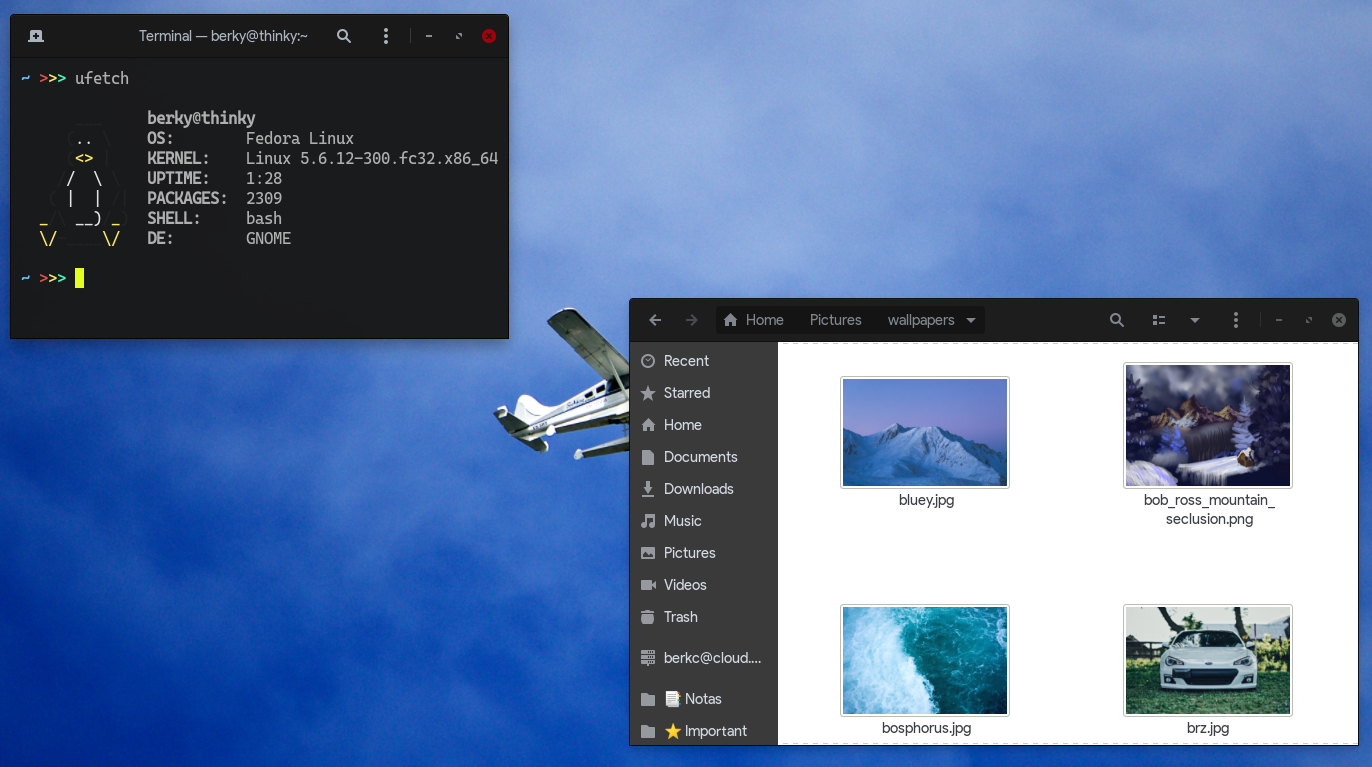 Terminal — berky@thinky:~
~ >>> ufetch
berky@thinky
OS: Fedora Linux
KERNEL: Linux 5.6.12-300.fc32.x86_64
UPTIME: 1:28
PACKAGES: 2309
SHELL: bash
DE: GNOME
~ >>>
Home Pictures wallpapers
Recent
Starred
Home
Documents
Downloads
Music
Pictures
Videos
Trash
berkc@cloud....
📑 Notas
⭐ Important
bluey.jpg
bob_ross_mountain_
seclusion.png
bosphorus.jpg
brz.jpg